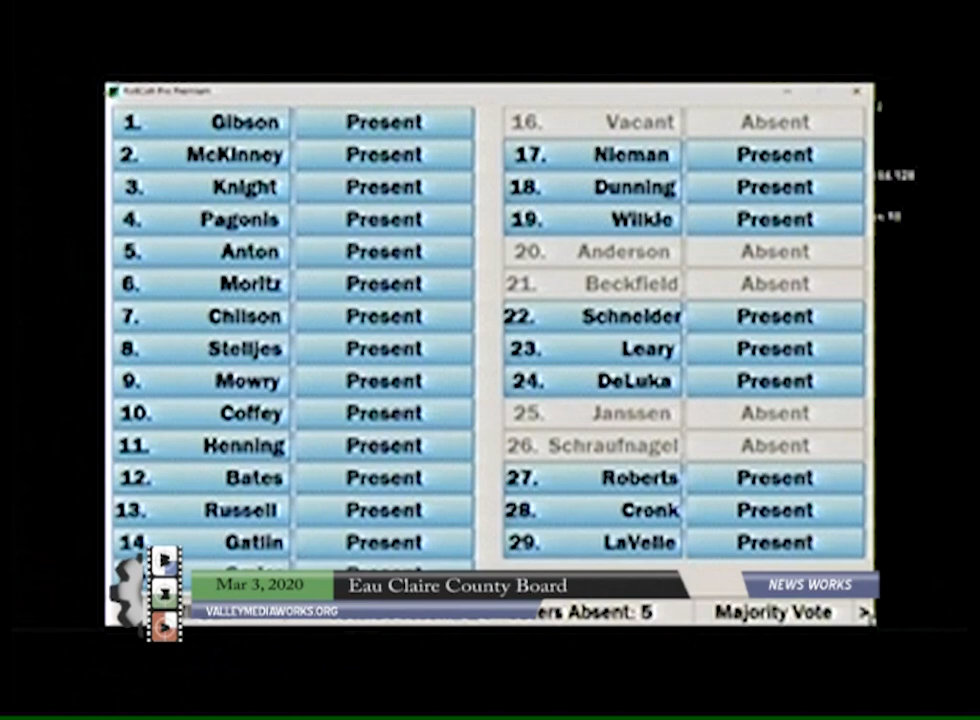 RollCall Pro Premium
1. Gibson Present
2. McKinney Present
3. Knight Present
4. Pagonis Present
5. Anton Present
6. Moritz Present
7. Chilson Present
8. Stelljes Present
9. Mowry Present
10. Coffey Present
11. Henning Present
12. Bates Present
13. Russell Present
14 Gatlin Present
16. Vacant Absent
17. Nieman Present
18. Dunning Present
19. Wilkie Present
20. Anderson Absent
21. Beckfield Absent
22. Schneider Present
23. Leary Present
24. DeLuka Present
25. Janssen Absent
26. Schraufnagel Absent
27. Roberts Present
28. Cronk Present
29. LaVelle Present
ers Absent: 5 Majority Vote >
Mar 3, 2020 Eau Claire County Board NEWS WORKS
VALLEYMEDIAWORKS.ORG